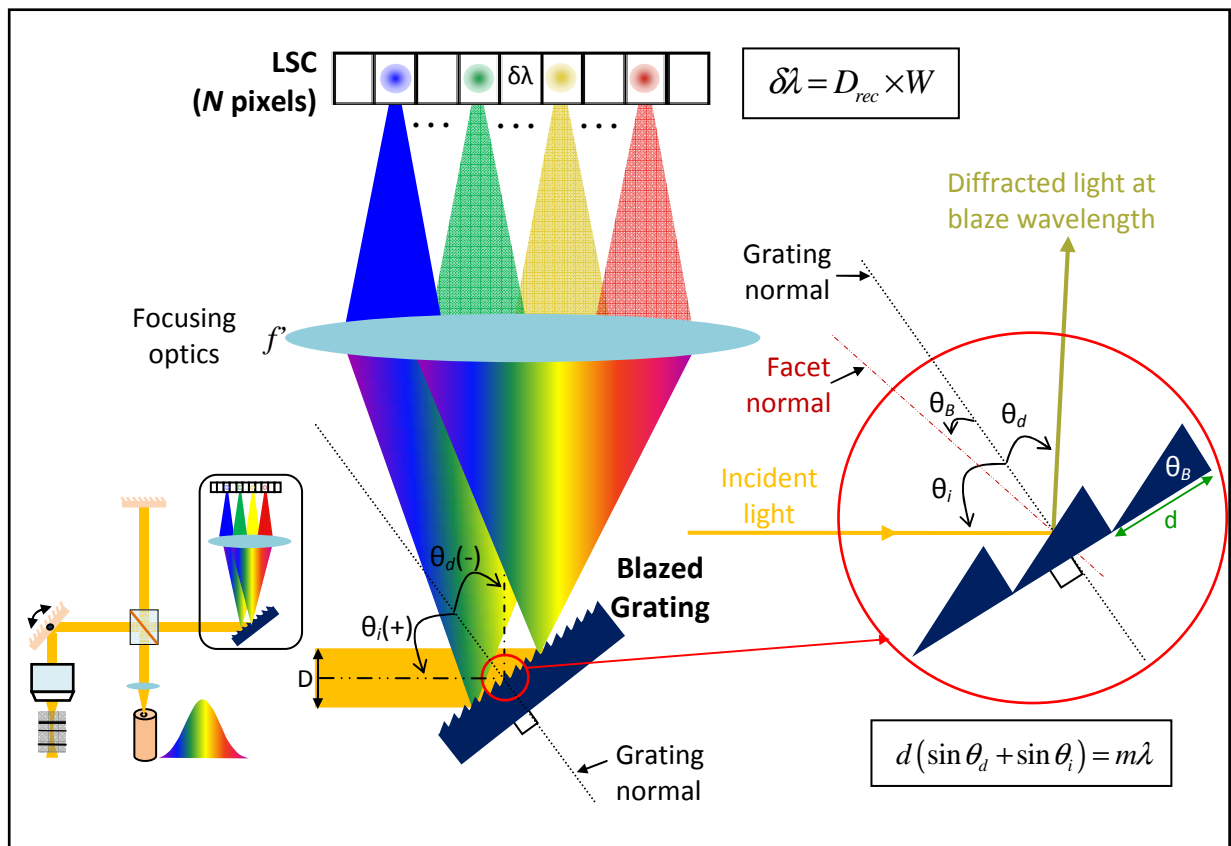 LSC
(N pixels)
δλ
... ... ...
δλ = D_rec × W
Diffracted light at
blaze wavelength
Grating
normal
Focusing
optics
f'
Facet
normal
θ_B
θ_d
θ_i
θ_B
d
Incident
light
θ_d(-)
Blazed
Grating
θ_i(+)
D
Grating
normal
d(sin θ_d + sin θ_i) = mλ